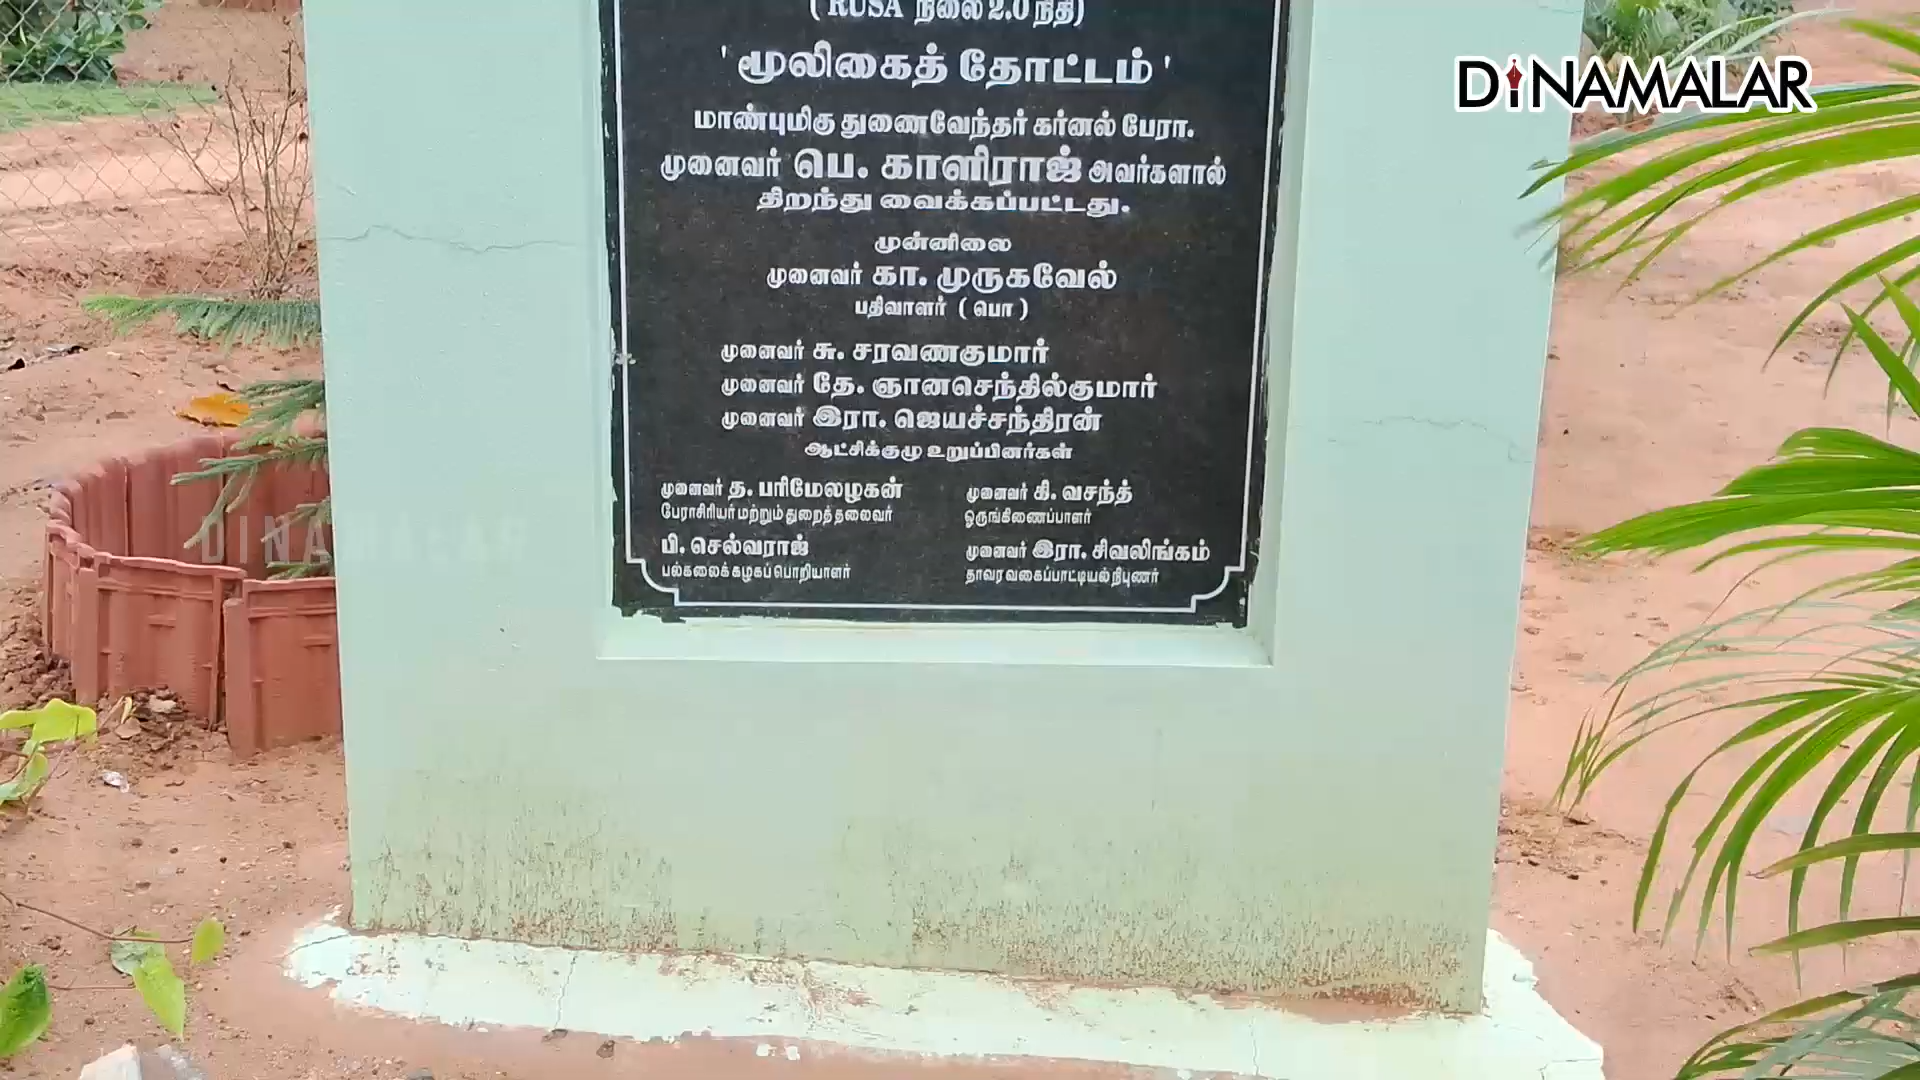 ( RUSA நிலை 2.0 நிதி)
' மூலிகைத் தோட்டம் '
மாண்புமிகு துணைவேந்தர் கர்னல் பேரா.
முனைவர் பெ. காளிராஜ் அவர்களால்
திறந்து வைக்கப்பட்டது.
முன்னிலை
முனைவர் கா. முருகவேல்
பதிவாளர் ( பொ )
முனைவர் சு. சரவணகுமார்
முனைவர் தே. ஞானசெந்தில்குமார்
முனைவர் இரா. ஜெயச்சந்திரன்
ஆட்சிக்குழு உறுப்பினர்கள்
முனைவர் த. பரிமேலழகன்
பேராசிரியர் மற்றும் துறைத் தலைவர்
முனைவர் கி. வசந்த்
ஒருங்கிணைப்பாளர்
பி. செல்வராஜ்
பல்கலைக்கழகப் பொறியாளர்
முனைவர் இரா. சிவலிங்கம்
தாவர வகைப்பாட்டியல் நிபுணர்
DINAMALAR
DINAMALAR